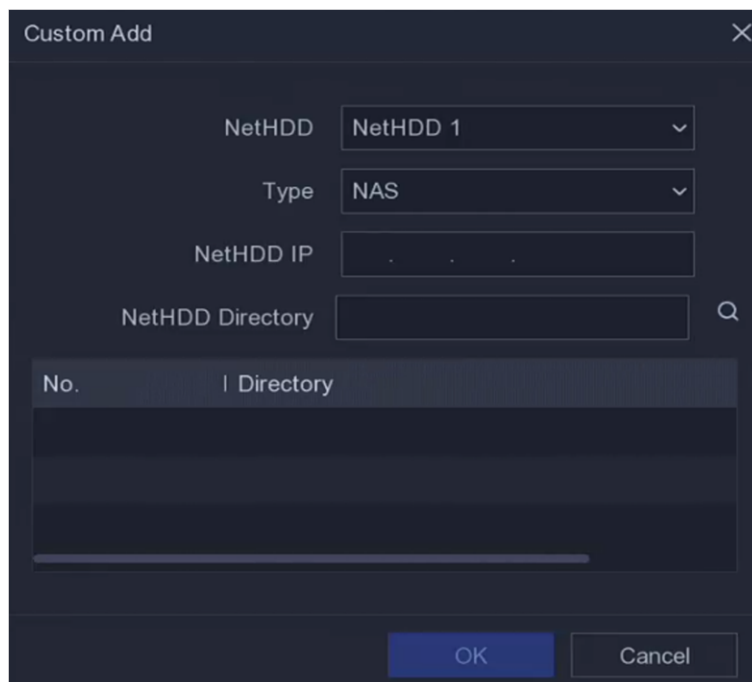 Custom Add
NetHDD NetHDD 1
Type NAS
NetHDD IP . . .
NetHDD Directory
No. Directory
OK Cancel